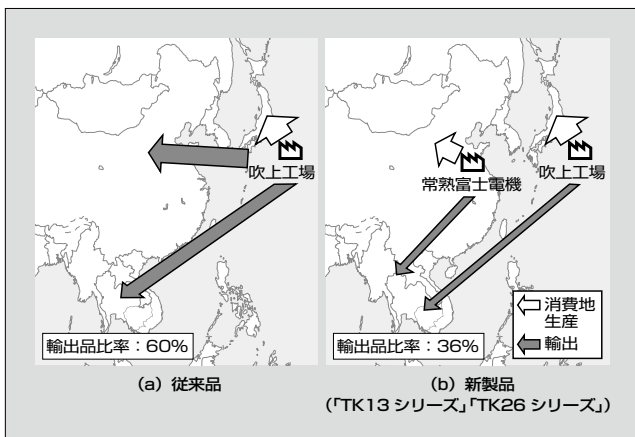 吹上工場
輸出品比率：60%
(a) 従来品
常熟富士電機
吹上工場
消費地
生産
輸出
輸出品比率：36%
(b) 新製品
(「TK13 シリーズ」「TK26 シリーズ」)